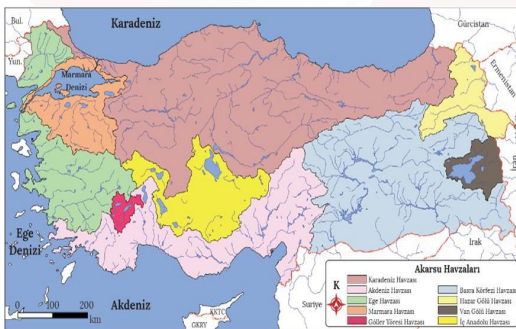 Karadeniz
Bul.
Yun.
Gürcistan
Ermenistan
İran
Marmara
Denizi
Ege
Denizi
Akdeniz
Irak
Suriye
KKTC
GKRY
0 100 200
km
K
Akarsu Havzaları
Karadeniz Havzası
Akdeniz Havzası
Ege Havzası
Marmara Havzası
Göller Yöresi Havzası
Basra Körfezi Havzası
Hazar Gölü Havzası
Van Gölü Havzası
İç Anadolu Havzası